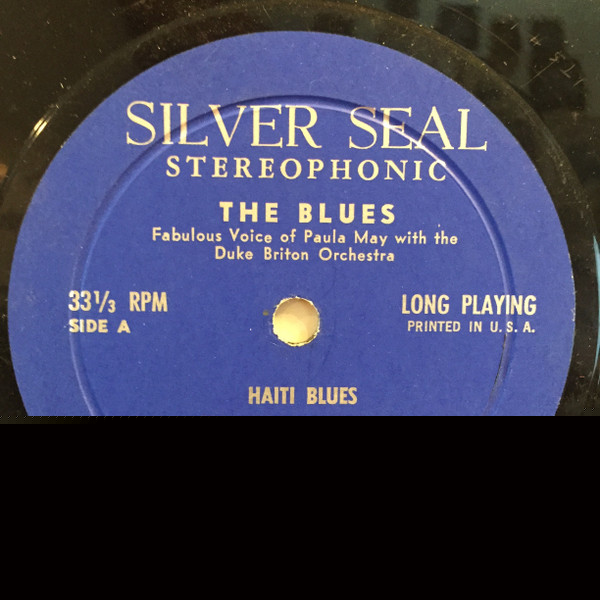 SILVER SEAL
STEREOPHONIC
THE BLUES
Fabulous Voice of Paula May with the
Duke Briton Orchestra
33⅓ RPM
SIDE A
LONG PLAYING
PRINTED IN U. S. A.
HAITI BLUES